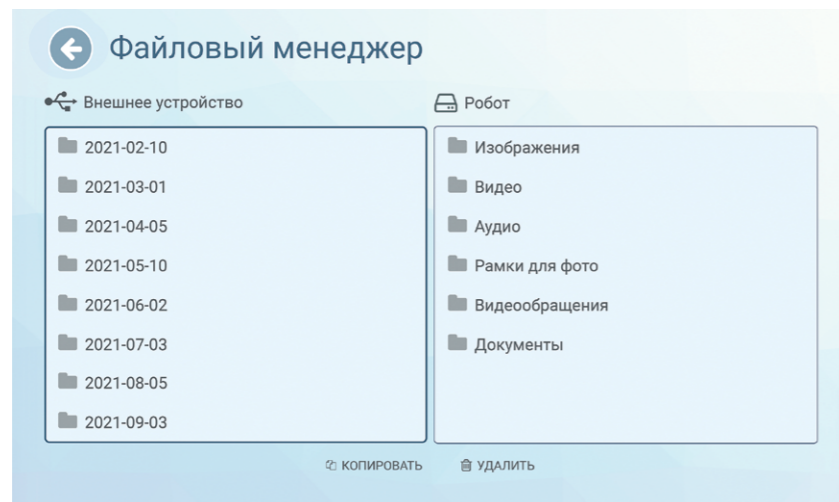 Файловый менеджер
Внешнее устройство
2021-02-10
2021-03-01
2021-04-05
2021-05-10
2021-06-02
2021-07-03
2021-08-05
2021-09-03
Робот
Изображения
Видео
Аудио
Рамки для фото
Видеообращения
Документы
КОПИРОВАТЬ
УДАЛИТЬ